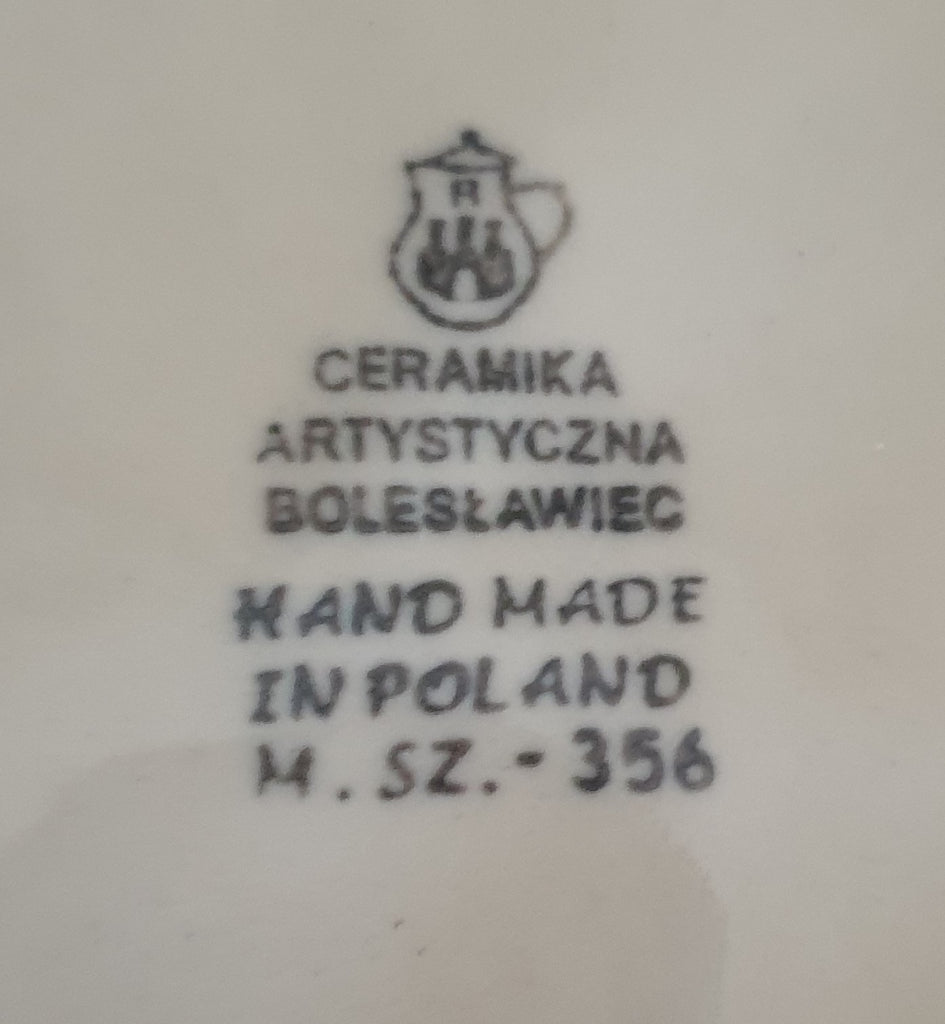 R
CERAMIKA
ARTYSTYCZNA
BOLESŁAWIEC
HAND MADE
IN POLAND
M. SZ.- 356